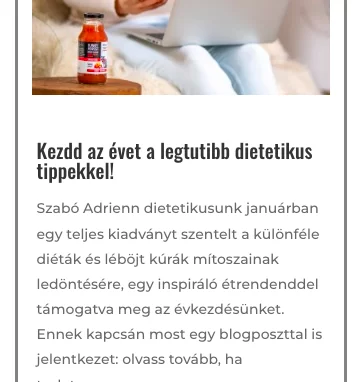 Kezdd az évet a legtutibb dietetikus
tippekkel!
Szabó Adrienn dietetikusunk januárban
egy teljes kiadványt szentelt a különféle
diéták és léböjt kúrák mítoszainak
ledöntésére, egy inspiráló étrendenddel
támogatva meg az évkezdésünket.
Ennek kapcsán most egy blogposzttal is
jelentkezet: olvass tovább, ha